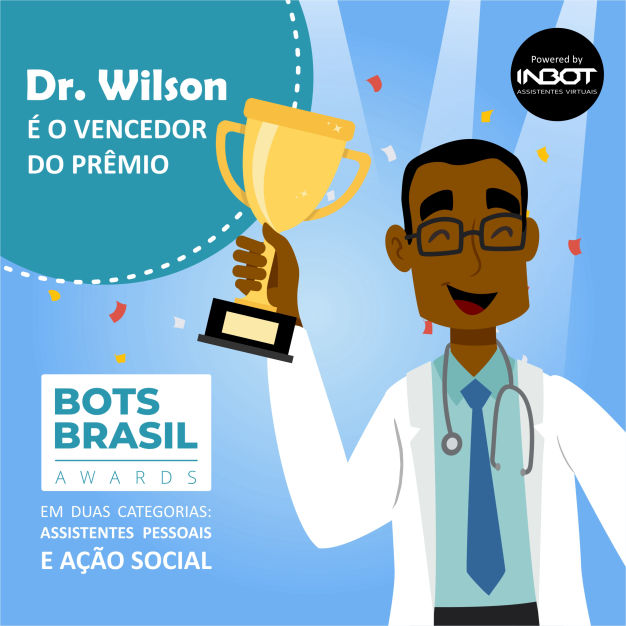 Dr. Wilson
É O VENCEDOR
DO PRÊMIO
Powered by
INBOT
ASSISTENTES VIRTUAIS
BOTS
BRASIL
AWARDS
EM DUAS CATEGORIAS:
ASSISTENTES PESSOAIS
E AÇÃO SOCIAL